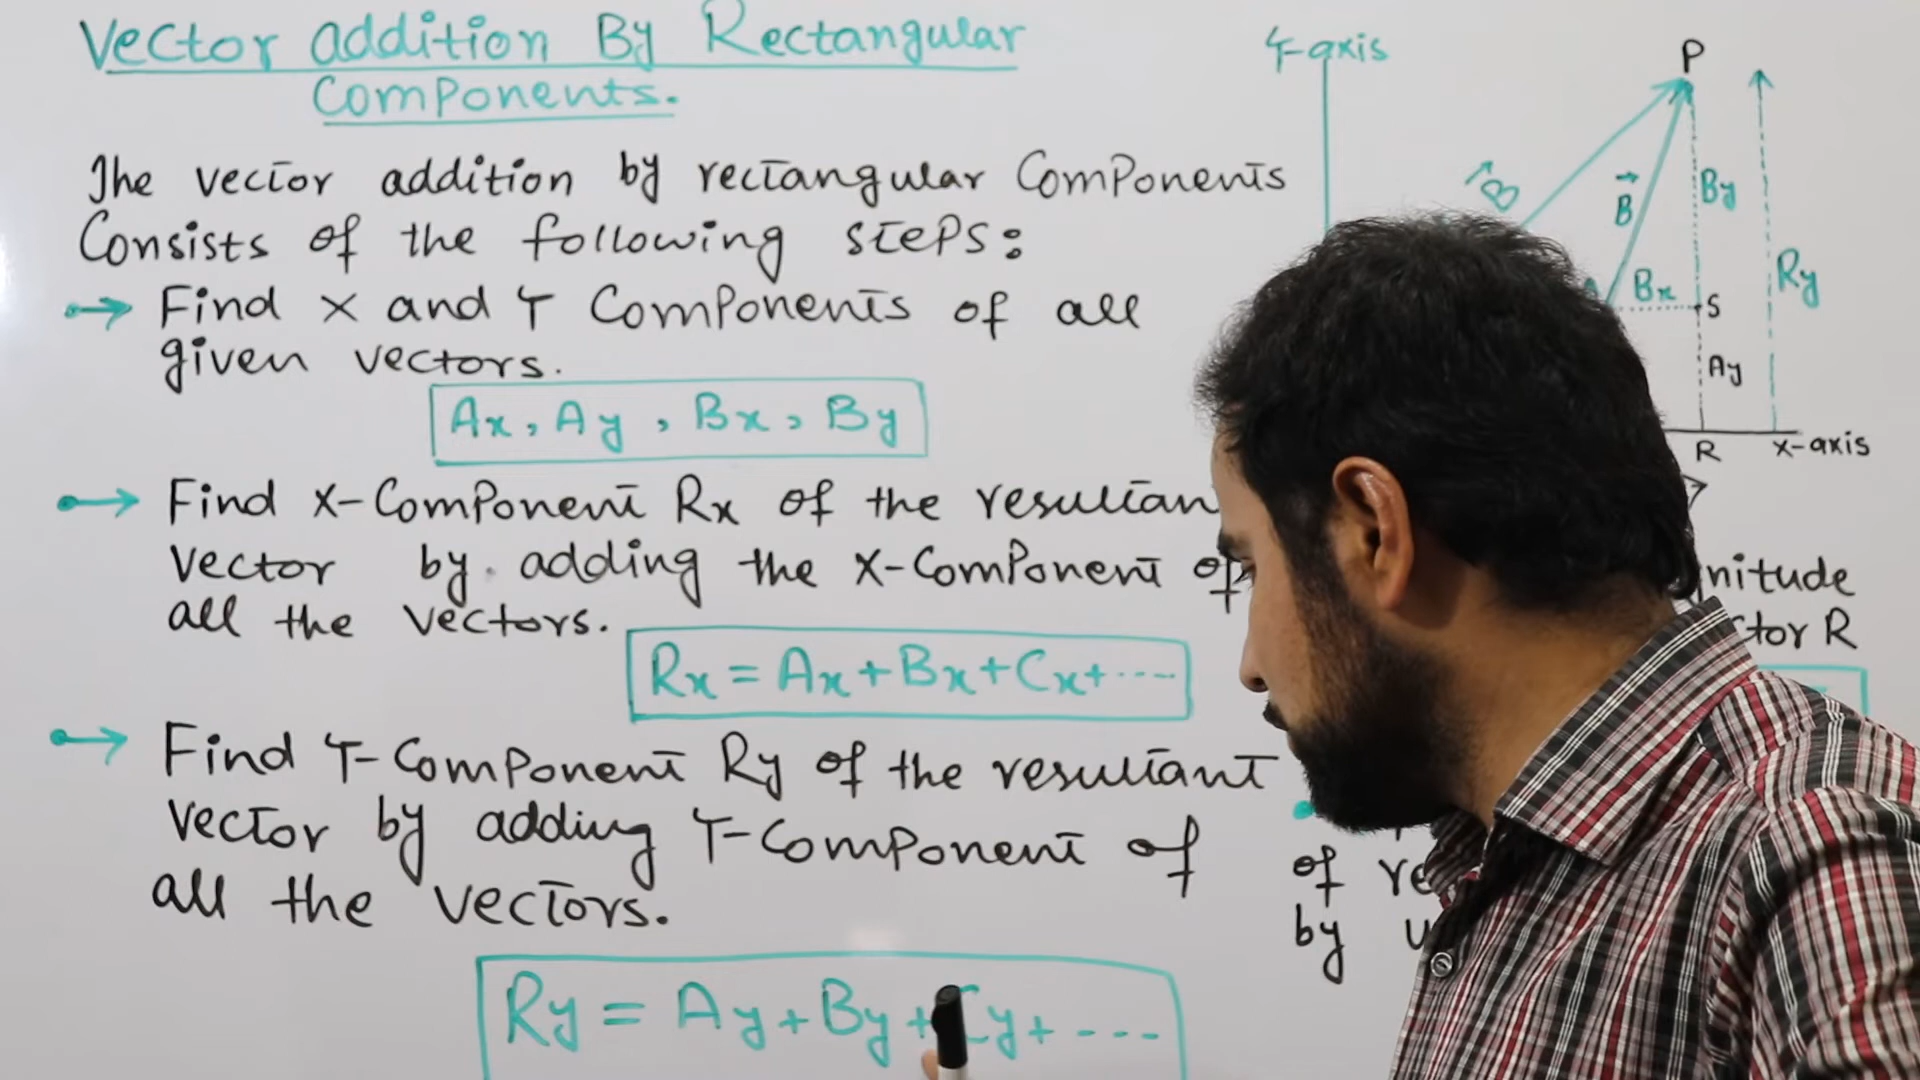 Vector addition By Rectangular
Components.
The vector addition by rectangular Components
Consists of the following steps:
Find X and Y Components of all
given vectors.
Ax, Ay, Bx, By
Find X-Component Rx of the resultan
vector by adding the X-Component of
all the vectors.
Rx = Ax+Bx+Cx+----
Find Y-Component Ry of the resultant
vector by adding Y-Component of
all the vectors.
Ry = Ay+By+Cy+----
Y-axis
P
B
B
By
Bx
S
Ry
Ay
R
X-axis
of
by